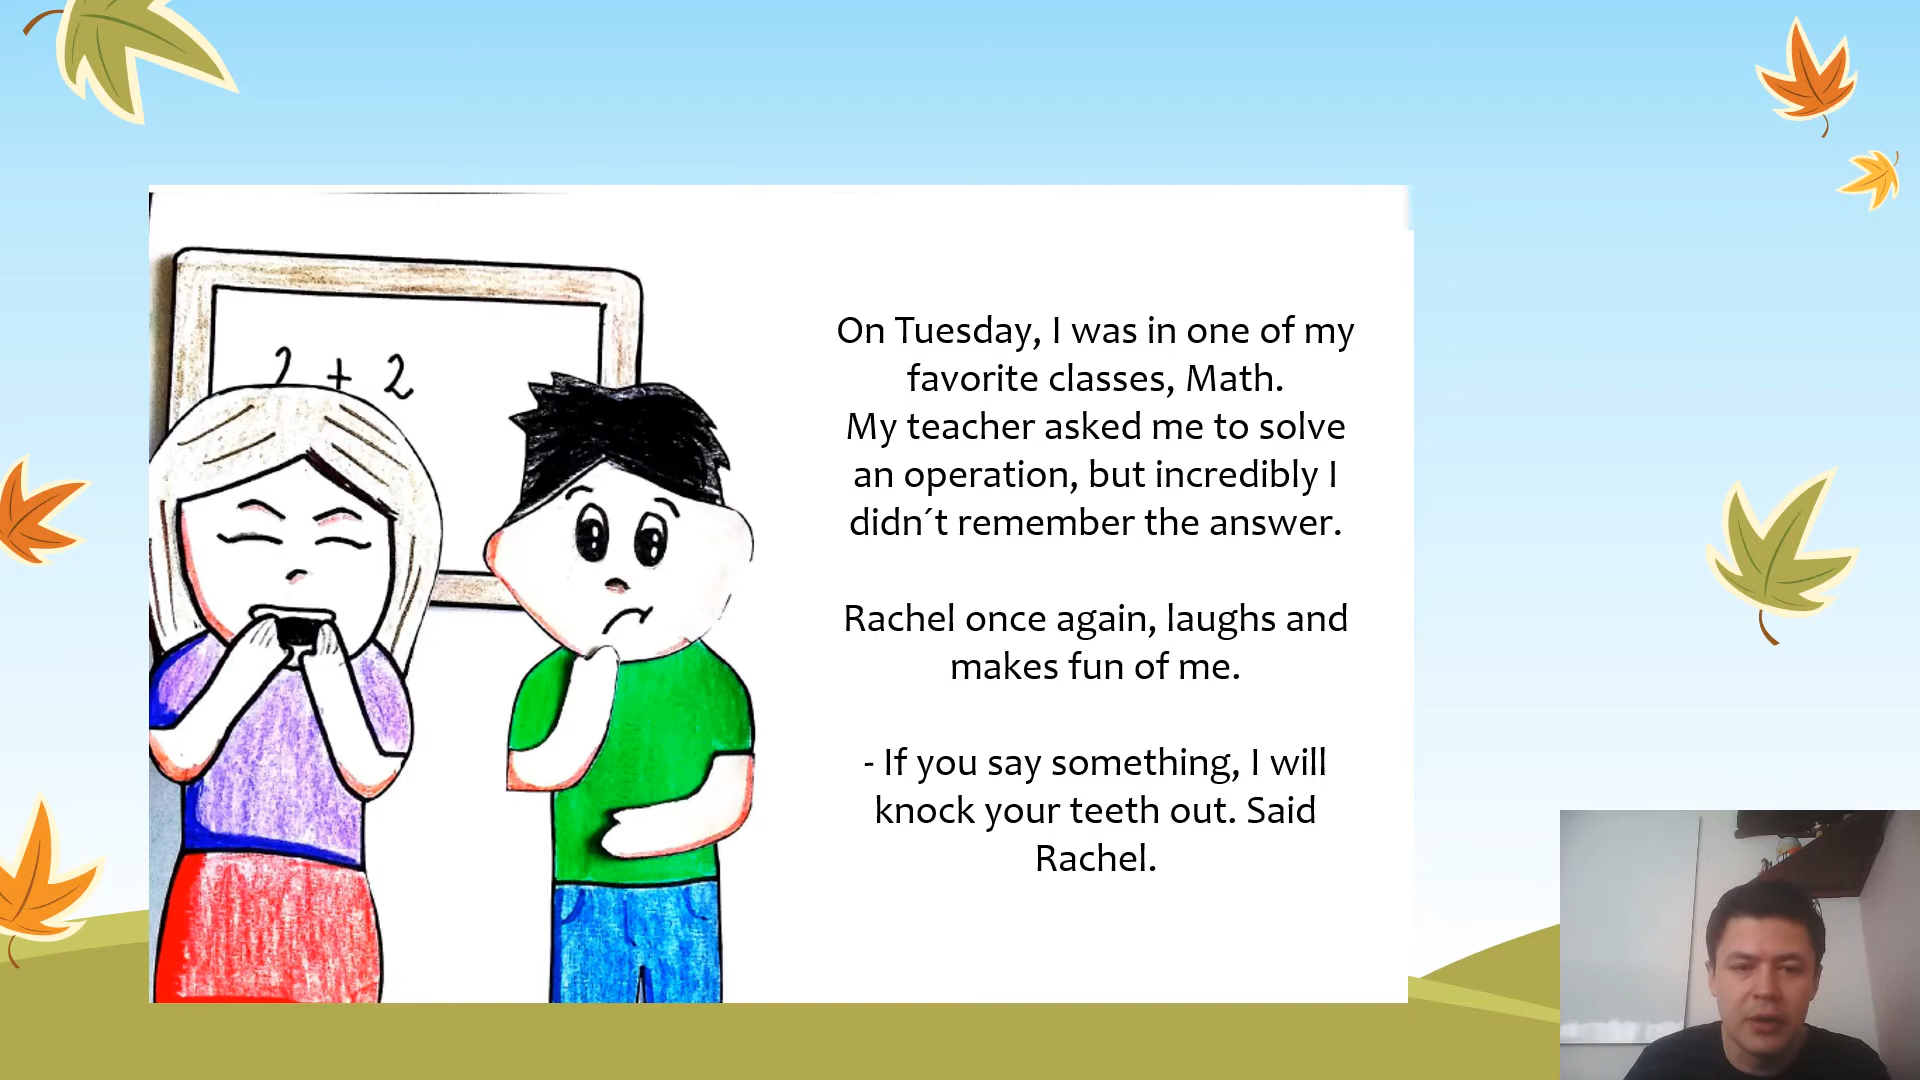 2 + 2
On Tuesday, I was in one of my
favorite classes, Math.
My teacher asked me to solve
an operation, but incredibly I
didn´t remember the answer.
Rachel once again, laughs and
makes fun of me.
- If you say something, I will
knock your teeth out. Said
Rachel.